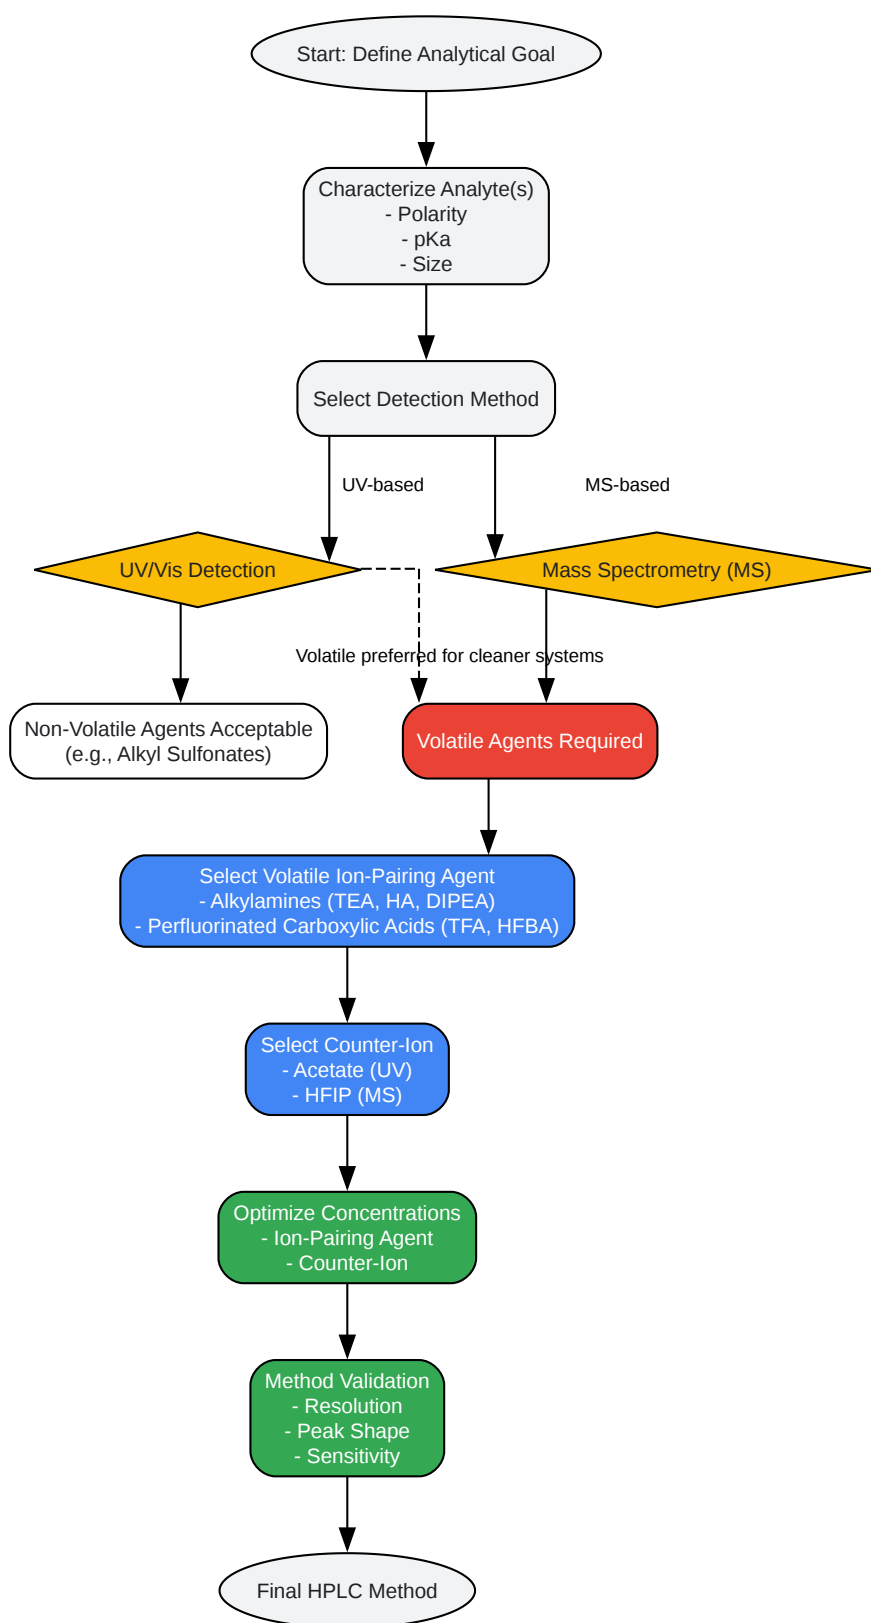 Start: Define Analytical Goal
Characterize Analyte(s)
- Polarity
- pKa
- Size
Select Detection Method
UV-based
MS-based
UV/Vis Detection
Mass Spectrometry (MS)
Volatile preferred for cleaner systems
Non-Volatile Agents Acceptable
(e.g., Alkyl Sulfonates)
Volatile Agents Required
Select Volatile Ion-Pairing Agent
- Alkylamines (TEA, HA, DIPEA)
- Perfluorinated Carboxylic Acids (TFA, HFBA)
Select Counter-Ion
- Acetate (UV)
- HFIP (MS)
Optimize Concentrations
- Ion-Pairing Agent
- Counter-Ion
Method Validation
- Resolution
- Peak Shape
- Sensitivity
Final HPLC Method